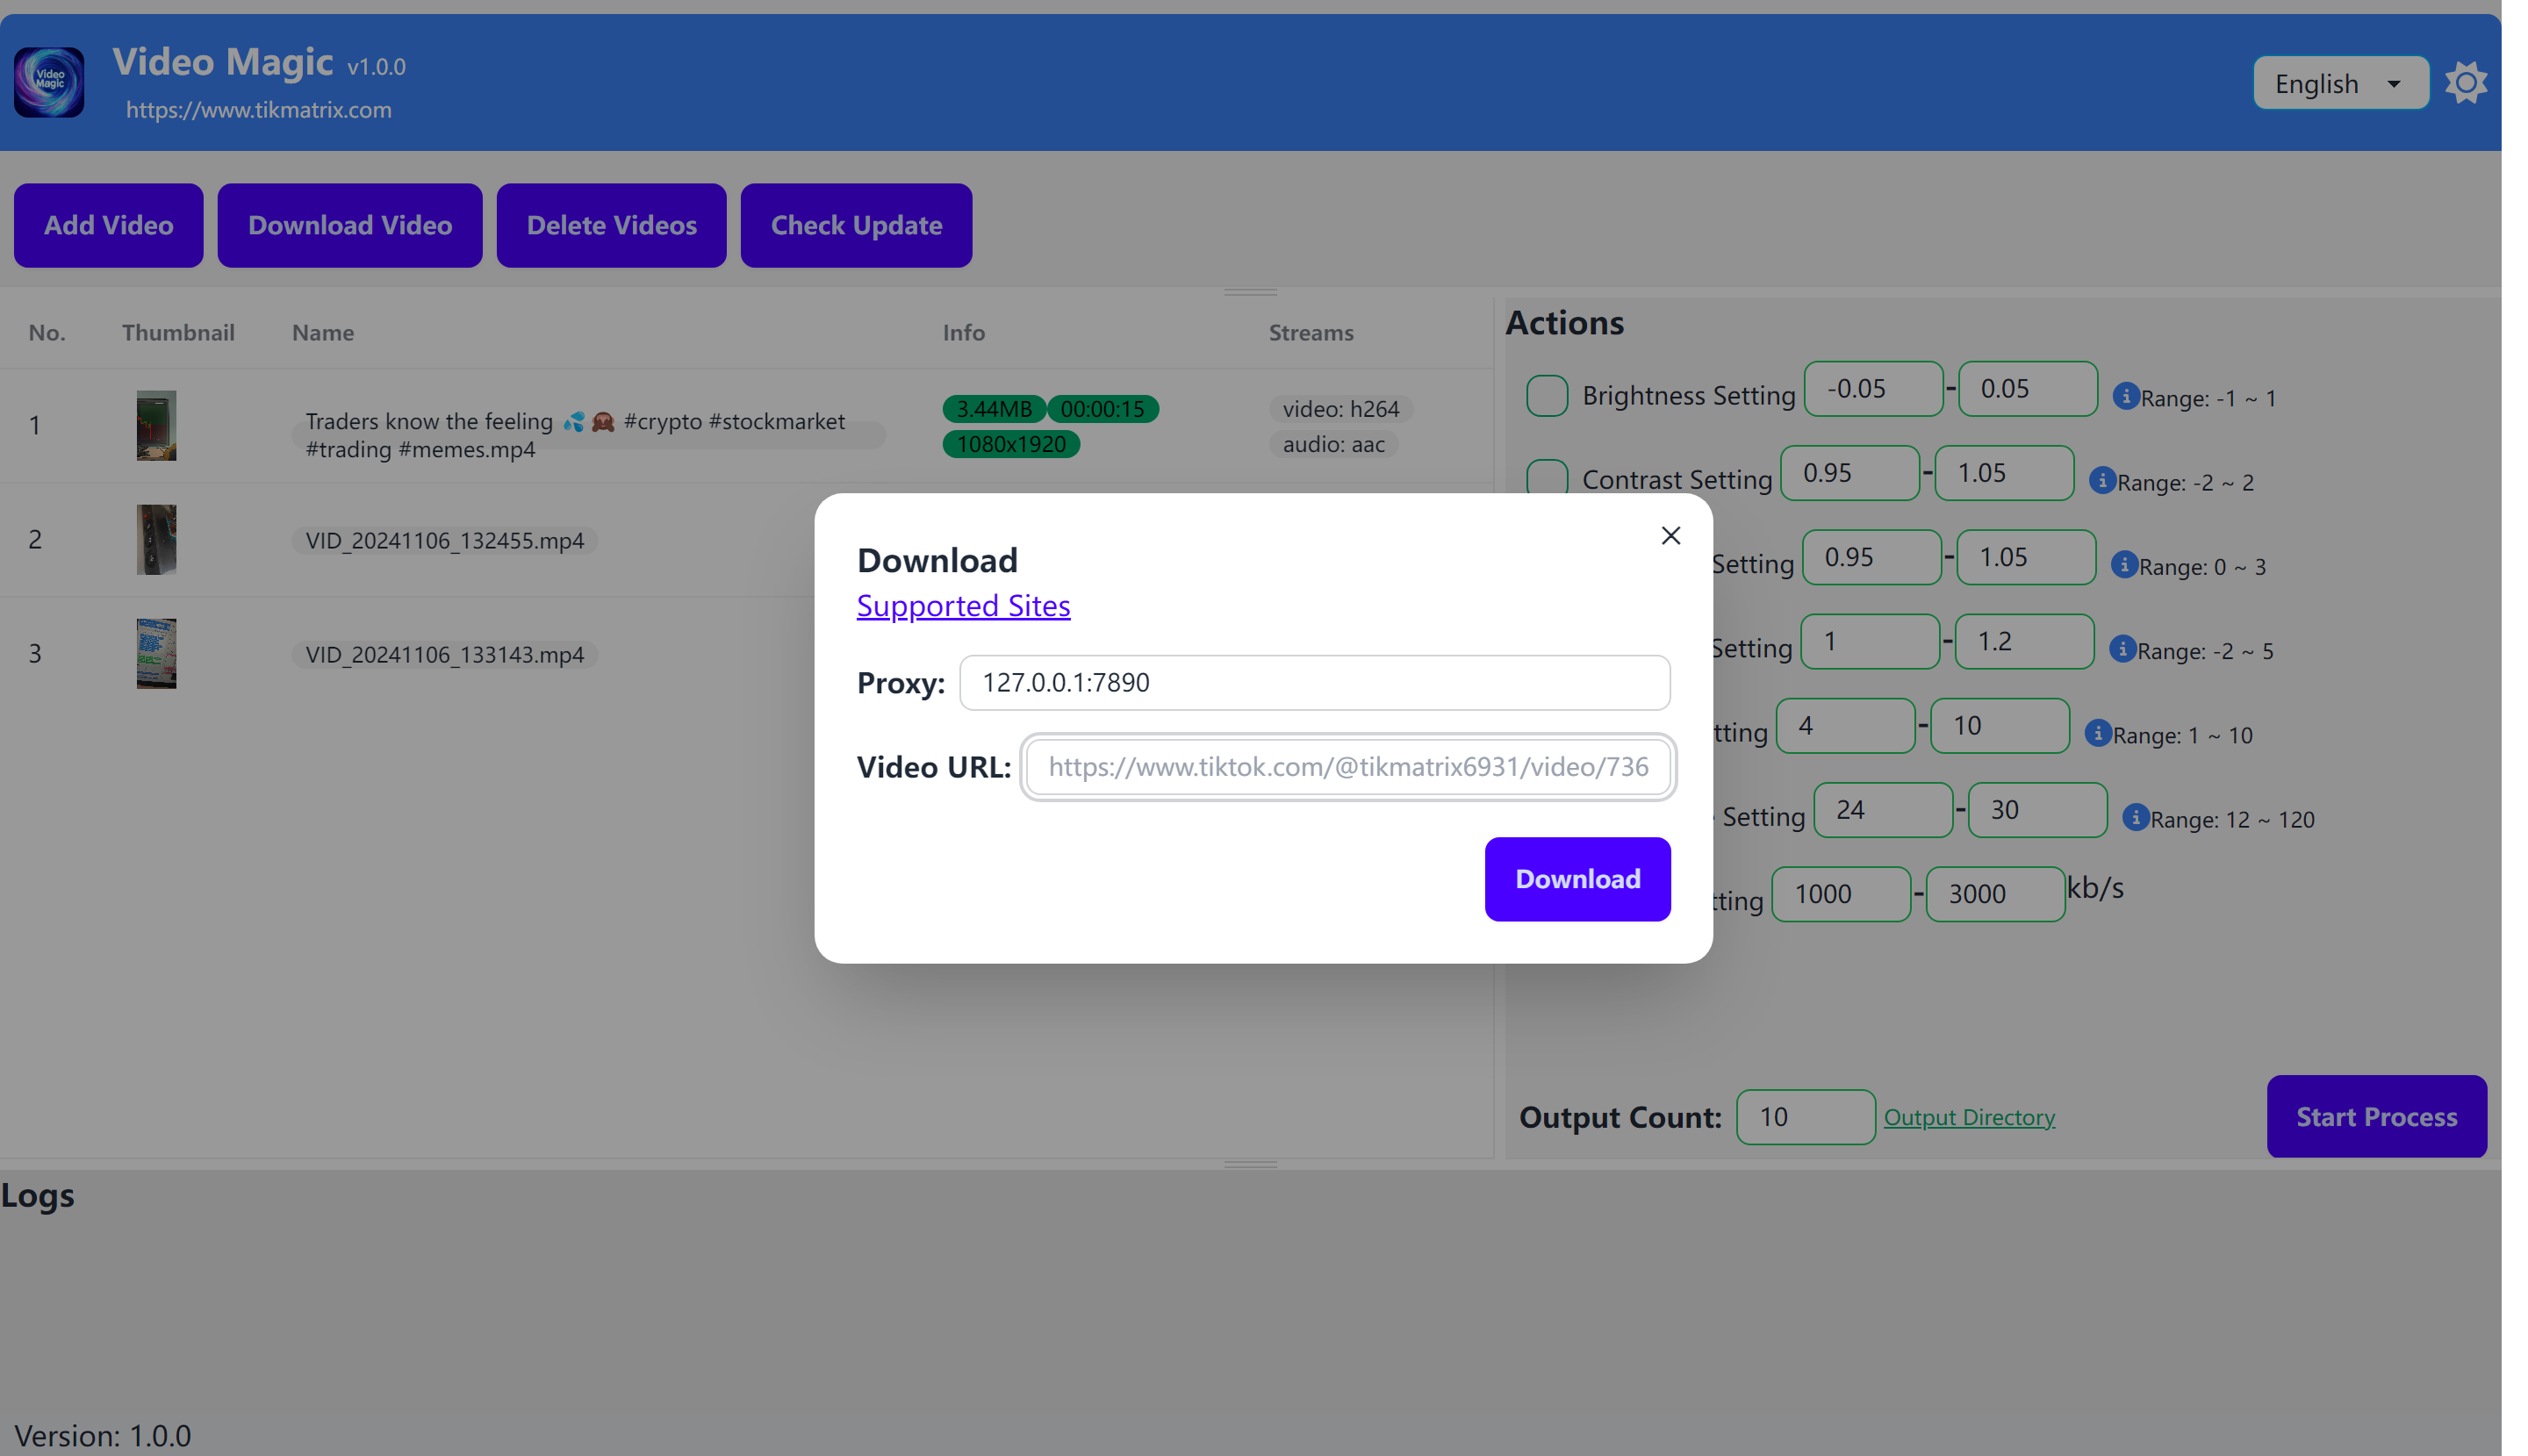 Video Magic v1.0.0
https://www.tikmatrix.com
English
Add Video
Download Video
Delete Videos
Check Update
No.
Thumbnail
Name
Info
Streams
1
Traders know the feeling 💦 🙊 #crypto #stockmarket
#trading #memes.mp4
3.44MB
00:00:15
1080x1920
video: h264
audio: aac
2
VID_20241106_132455.mp4
3
VID_20241106_133143.mp4
Actions
Brightness Setting -0.05 - 0.05 Range: -1 ~ 1
Contrast Setting 0.95 - 1.05 Range: -2 ~ 2
Setting 0.95 - 1.05 Range: 0 ~ 3
Setting 1 - 1.2 Range: -2 ~ 5
tting 4 - 10 Range: 1 ~ 10
Setting 24 - 30 Range: 12 ~ 120
tting 1000 - 3000 kb/s
Output Count: 10 Output Directory
Start Process
Download
Supported Sites
Proxy: 127.0.0.1:7890
Video URL: https://www.tiktok.com/@tikmatrix6931/video/736
Download
Logs
Version: 1.0.0